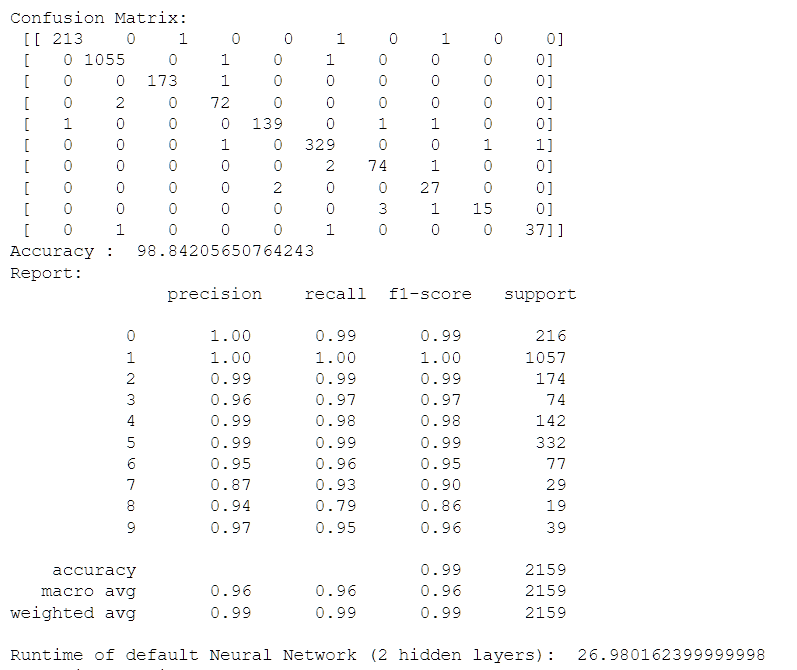 Confusion Matrix:
[[ 213 0 1 0 0 1 0 1 0 0]
[ 0 1055 0 1 0 1 0 0 0 0]
[ 0 0 173 1 0 0 0 0 0 0]
[ 0 2 0 72 0 0 0 0 0 0]
[ 1 0 0 0 139 0 1 1 0 0]
[ 0 0 0 1 0 329 0 0 1 1]
[ 0 0 0 0 0 2 74 1 0 0]
[ 0 0 0 0 2 0 0 27 0 0]
[ 0 0 0 0 0 0 3 1 15 0]
[ 0 1 0 0 0 1 0 0 0 37]]
Accuracy : 98.84205650764243
Report:
precision recall f1-score support
0 1.00 0.99 0.99 216
1 1.00 1.00 1.00 1057
2 0.99 0.99 0.99 174
3 0.96 0.97 0.97 74
4 0.99 0.98 0.98 142
5 0.99 0.99 0.99 332
6 0.95 0.96 0.95 77
7 0.87 0.93 0.90 29
8 0.94 0.79 0.86 19
9 0.97 0.95 0.96 39
accuracy 0.99 2159
macro avg 0.96 0.96 0.96 2159
weighted avg 0.99 0.99 0.99 2159
Runtime of default Neural Network (2 hidden layers): 26.980162399999998